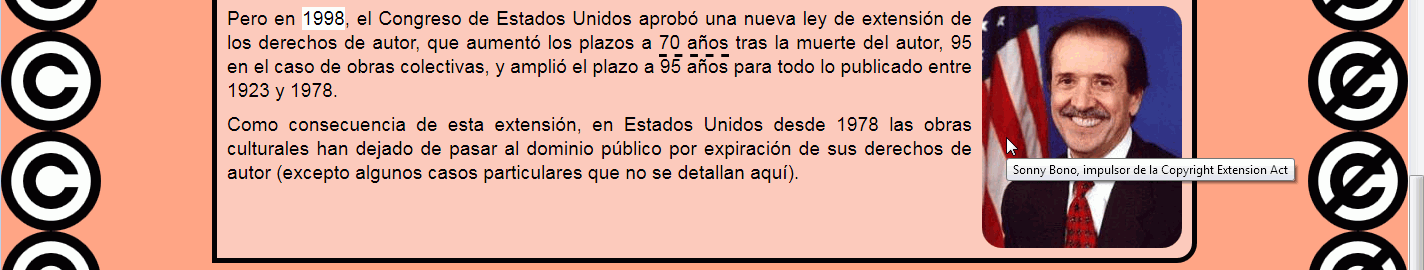 Pero en 1998, el Congreso de Estados Unidos aprobó una nueva ley de extensión de
los derechos de autor, que aumentó los plazos a 70 años tras la muerte del autor, 95
en el caso de obras colectivas, y amplió el plazo a 95 años para todo lo publicado entre
1923 y 1978.
Como consecuencia de esta extensión, en Estados Unidos desde 1978 las obras
culturales han dejado de pasar al dominio público por expiración de sus derechos de
autor (excepto algunos casos particulares que no se detallan aquí).
Sonny Bono, impulsor de la Copyright Extension Act